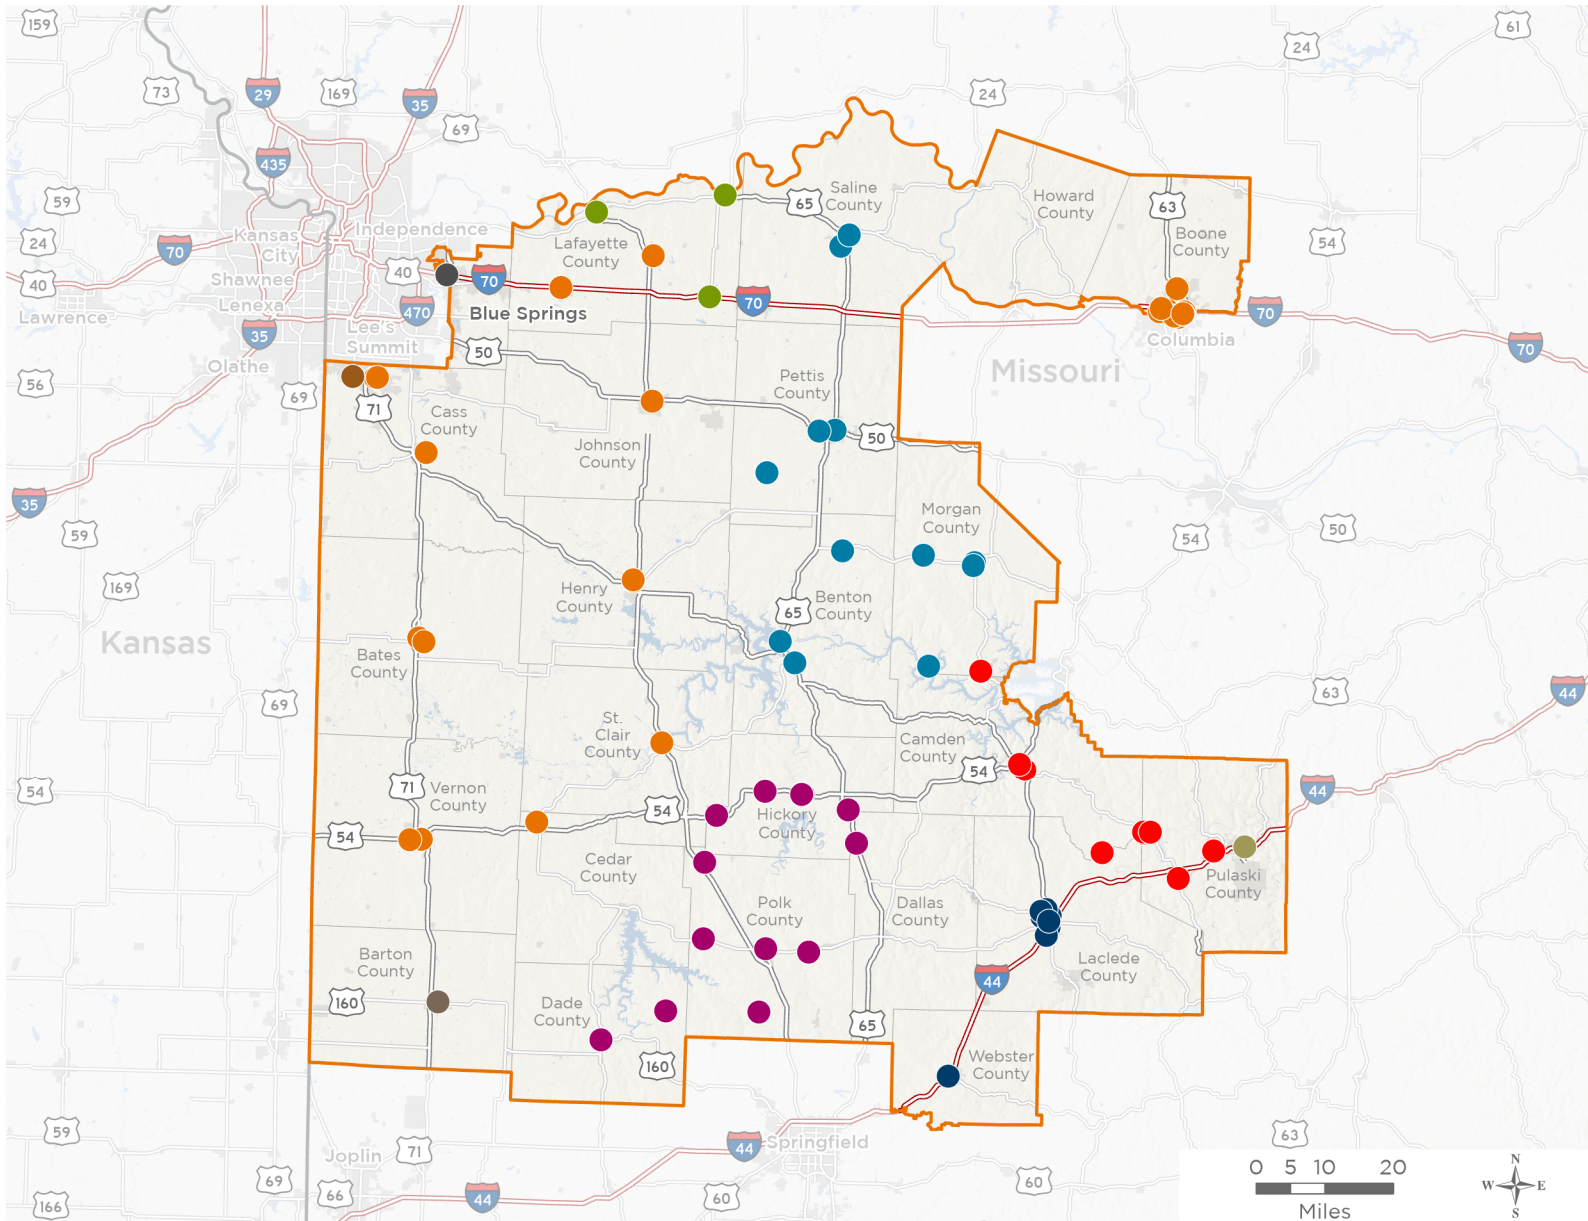 159
61
24
73
29
169
35
24
69
435
59
Saline
County
65
Howard
County
63
Independence
Kansas
City
70
24
Lafayette
County
Boone
County
54
40
Shawnee
40
70
Lenexa
Lawrence
470
Blue Springs
70
70
35
Lee's
Summit
Columbia
70
50
Olathe
56
69
Pettis
County
Missouri
71
Cass
County
50
Johnson
County
35
Morgan
County
59
54
50
169
Henry
County
Benton
County
65
Kansas
Bates
County
69
63
44
St.
Clair
County
Camden
County
54
54
71
Vernon
County
44
54
54
Hickory
County
Cedar
County
Pulaski
County
Polk
County
Dallas
County
Barton
County
Laclede
County
44
160
Dade
County
65
160
Webster
County
59
Joplin
71
44
Springfield
63
69
66
44
60
60
166
0 5 10 20
Miles
N
W E
S